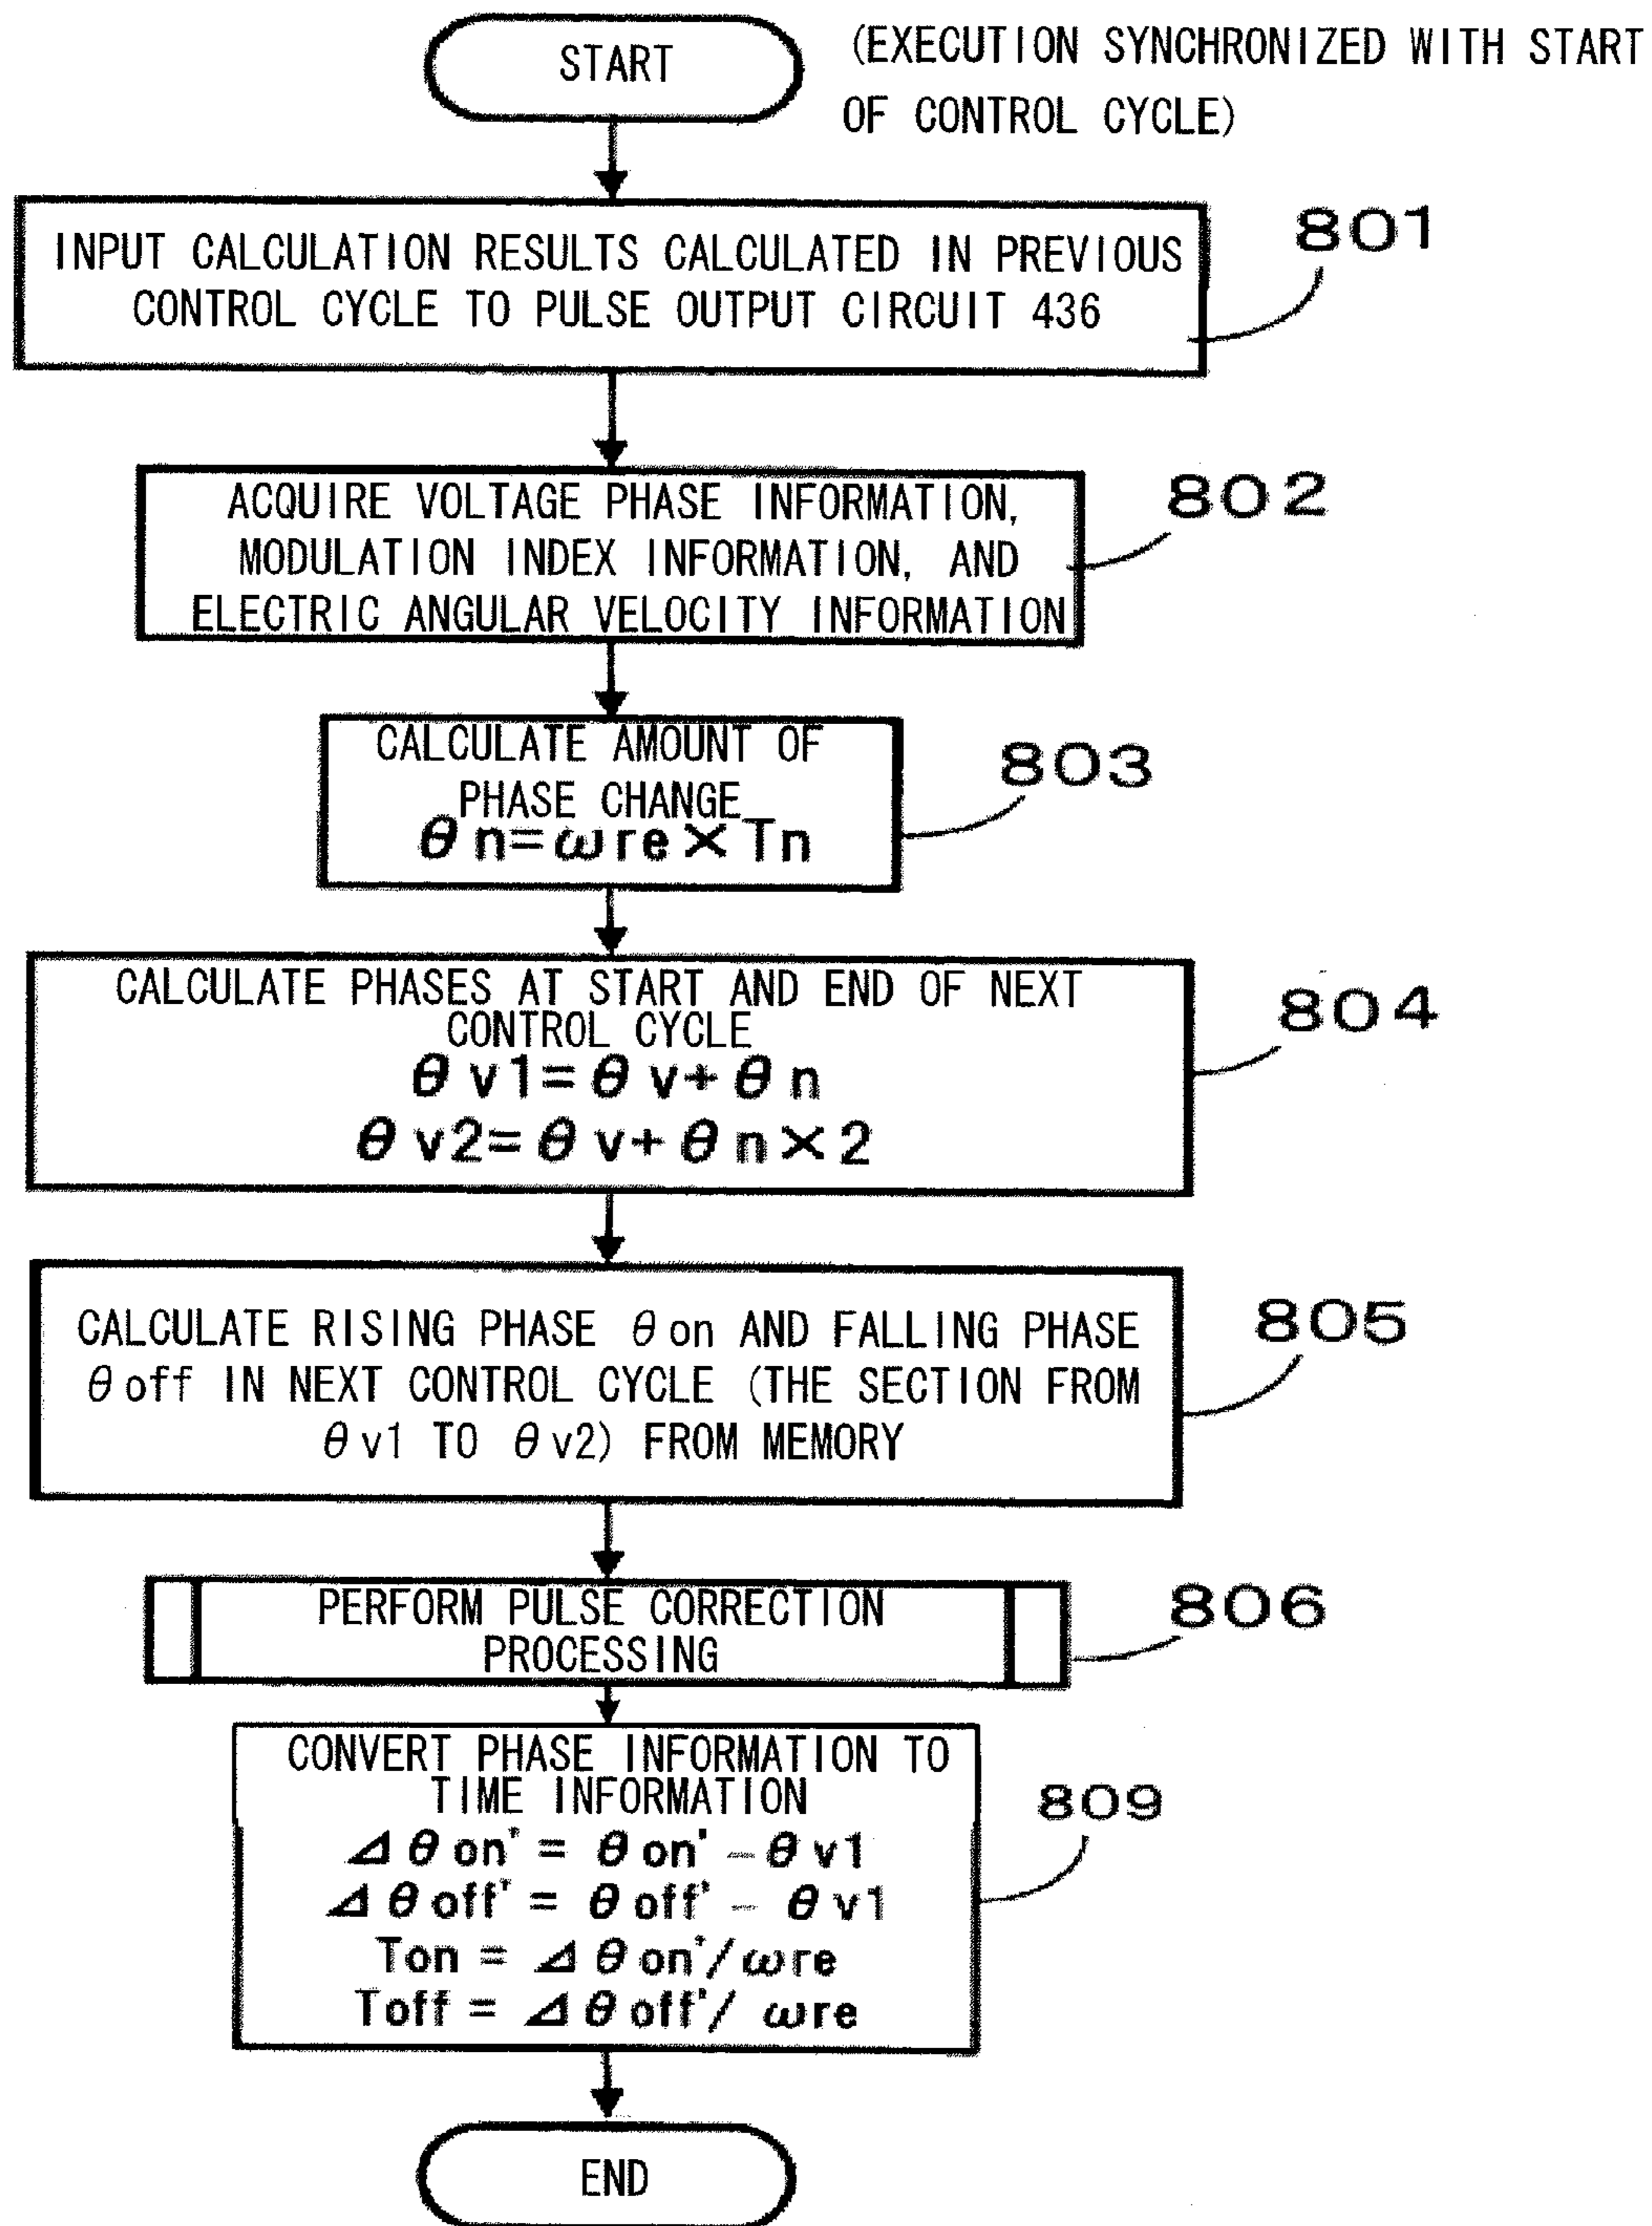 START
(EXECUTION SYNCHRONIZED WITH START
OF CONTROL CYCLE)
INPUT CALCULATION RESULTS CALCULATED IN PREVIOUS
CONTROL CYCLE TO PULSE OUTPUT CIRCUIT 436
801
ACQUIRE VOLTAGE PHASE INFORMATION,
MODULATION INDEX INFORMATION, AND
ELECTRIC ANGULAR VELOCITY INFORMATION
802
CALCULATE AMOUNT OF
PHASE CHANGE
θn=ωre×Tn
803
CALCULATE PHASES AT START AND END OF NEXT
CONTROL CYCLE
θv1=θv+θn
θv2=θv+θn×2
804
CALCULATE RISING PHASE θon AND FALLING PHASE
θoff IN NEXT CONTROL CYCLE (THE SECTION FROM
θv1 TO θv2) FROM MEMORY
805
PERFORM PULSE CORRECTION
PROCESSING
806
CONVERT PHASE INFORMATION TO
TIME INFORMATION
⊿θon' = θon' - θv1
⊿θoff' = θoff' - θv1
Ton = ⊿θon'/ωre
Toff = ⊿θoff'/ωre
809
END